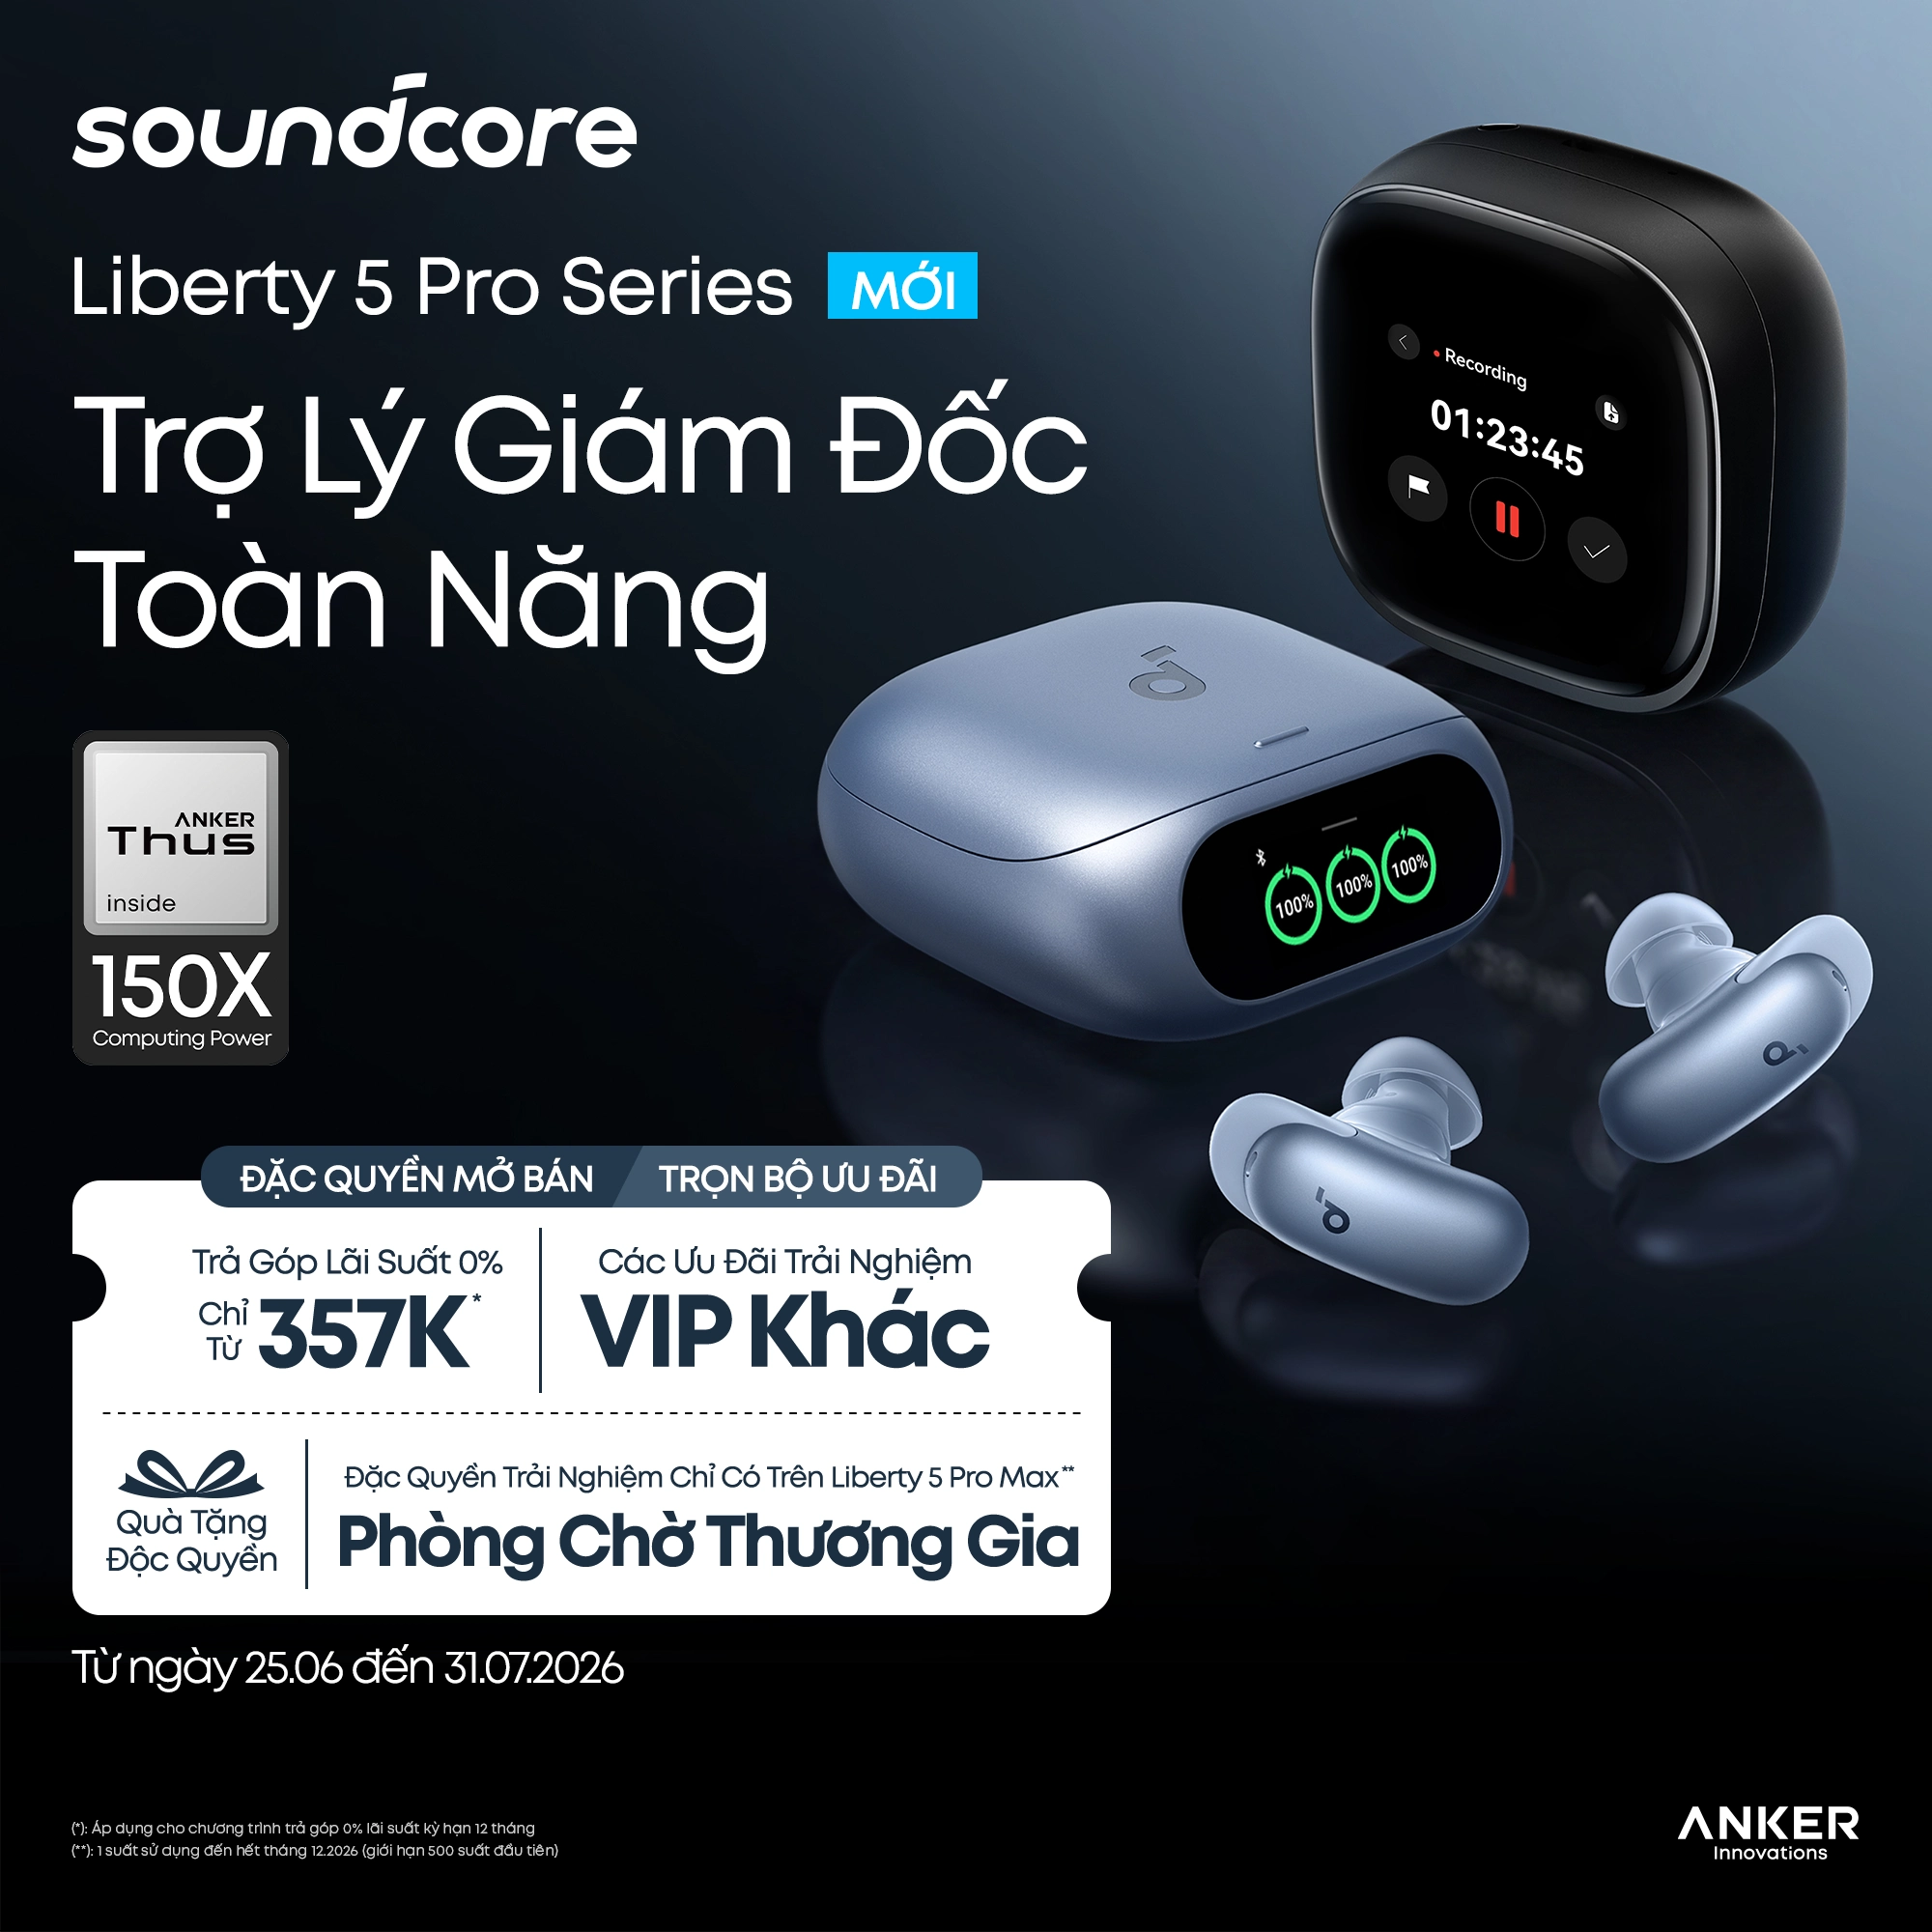 soundcore
Liberty 5 Pro Series MỚI
Trợ Lý Giám Đốc
Toàn Năng
Recording
01:23:45
100% 100% 100%
ANKER
Thus
inside
150X
Computing Power
ĐẶC QUYỀN MỞ BÁN TRỌN BỘ ƯU ĐÃI
Trả Góp Lãi Suất 0%
Chỉ Từ 357K*
Các Ưu Đãi Trải Nghiệm
VIP Khác
Quà Tặng
Độc Quyền
Đặc Quyền Trải Nghiệm Chỉ Có Trên Liberty 5 Pro Max**
Phòng Chờ Thương Gia
Từ ngày 25.06 đến 31.07.2026
(*): Áp dụng cho chương trình trả góp 0% lãi suất kỳ hạn 12 tháng
(**): 1 suất sử dụng đến hết tháng 12.2026 (giới hạn 500 suất đầu tiên)
ANKER
Innovations